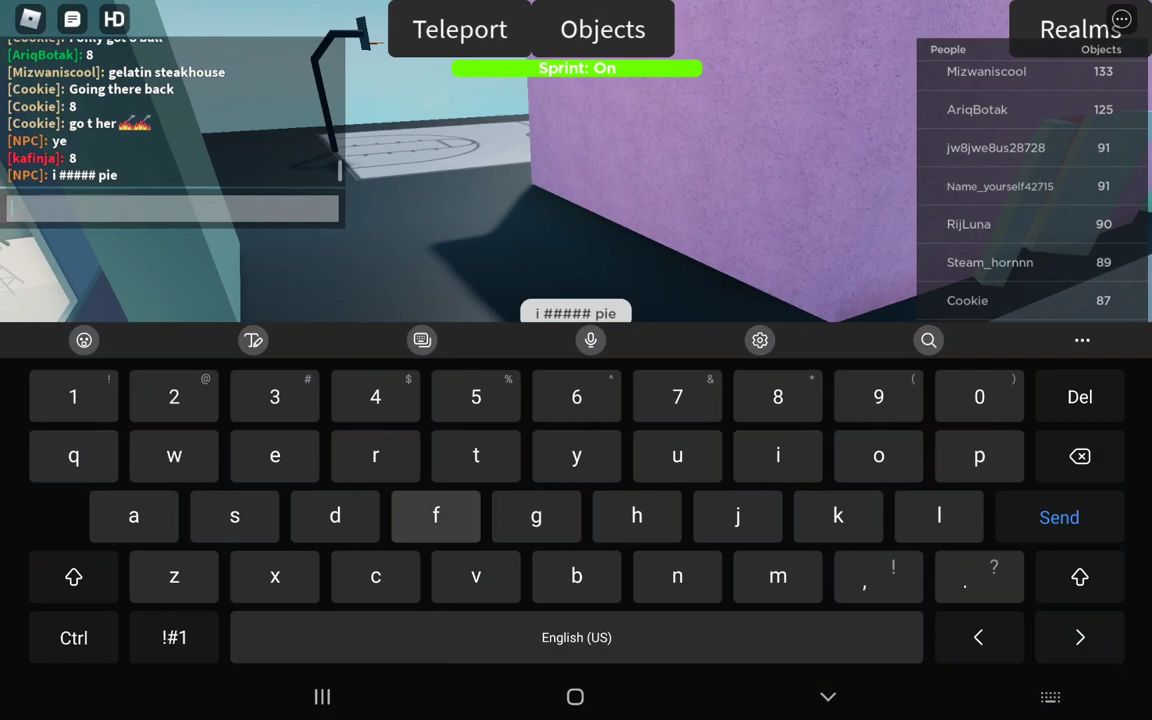 HD
Teleport
Objects
Realms
Sprint: On
[AriqBotak]: 8
[Mizwaniscool]: gelatin steakhouse
[Cookie]: Going there back
[Cookie]: 8
[Cookie]: go t her
[NPC]: ye
[kafinja]: 8
[NPC]: i ##### pie
People Objects
Mizwaniscool 133
AriqBotak 125
jw8jwe8us28728 91
Name_yourself42715 91
RijLuna 90
Steam_hornnn 89
Cookie 87
i ##### pie
1 ! 2 @ 3 # 4 $ 5 % 6 ^ 7 & 8 * 9 ( 0 ) Del
q w e r t y u i o p
a s d f g h j k l Send
z x c v b n m , ! . ?
Ctrl !#1 English (US) < >